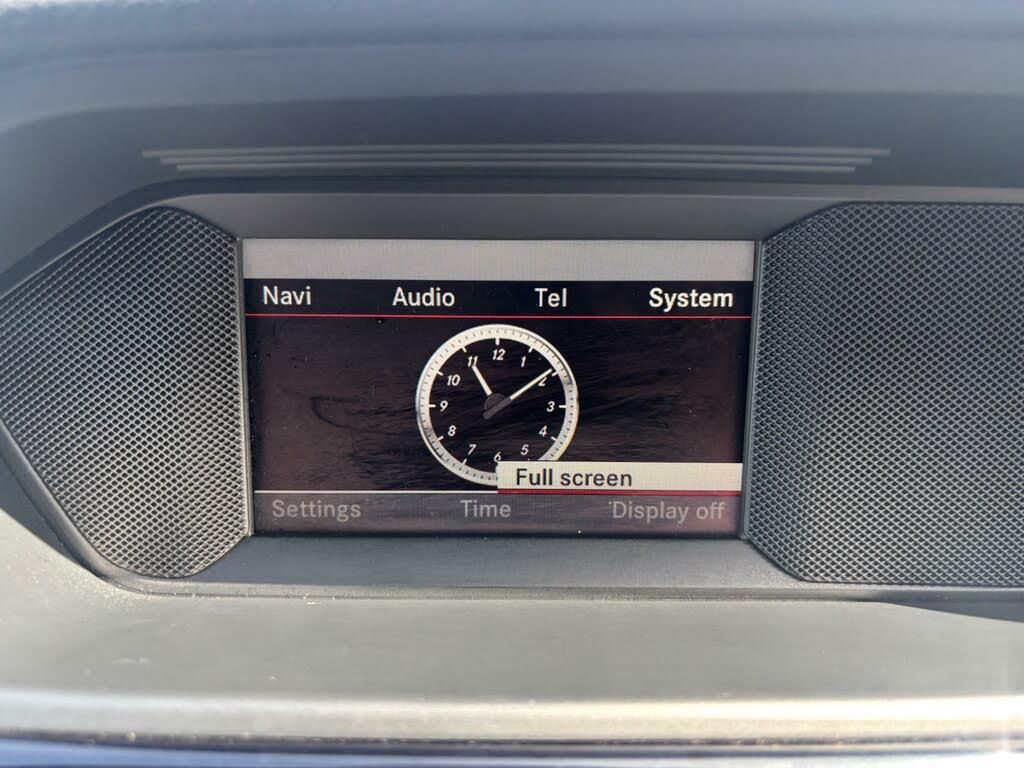 Navi Audio Tel System
12
11 1
10 2
9 3
8 4
7 5
6
Full screen
Settings Time Display off